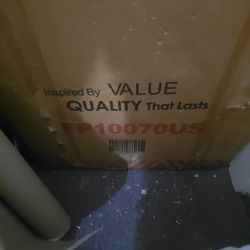 Inspired By VALUE
QUALITY That Lasts
FP10070US